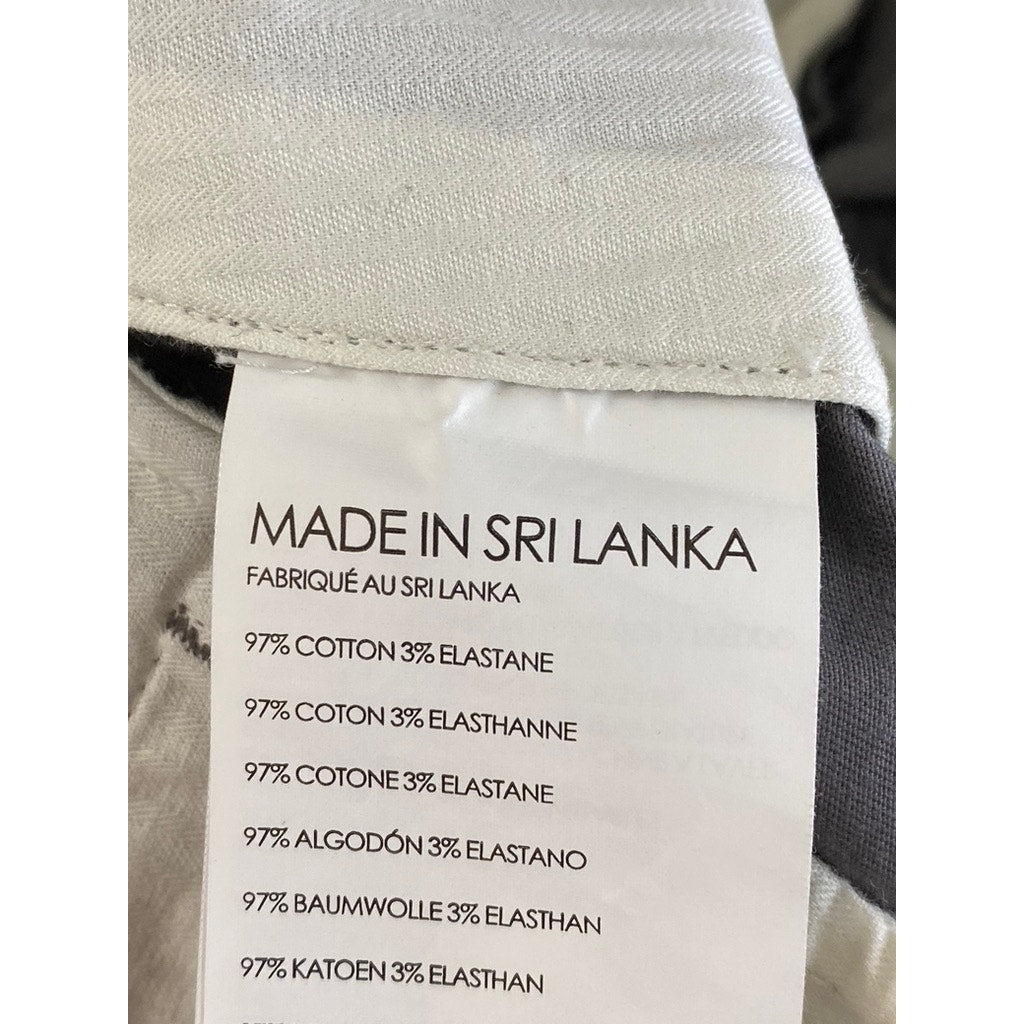 MADE IN SRI LANKA
FABRIQUÉ AU SRI LANKA
97% COTTON 3% ELASTANE
97% COTON 3% ELASTHANNE
97% COTONE 3% ELASTANE
97% ALGODÓN 3% ELASTANO
97% BAUMWOLLE 3% ELASTHAN
97% KATOEN 3% ELASTHAN